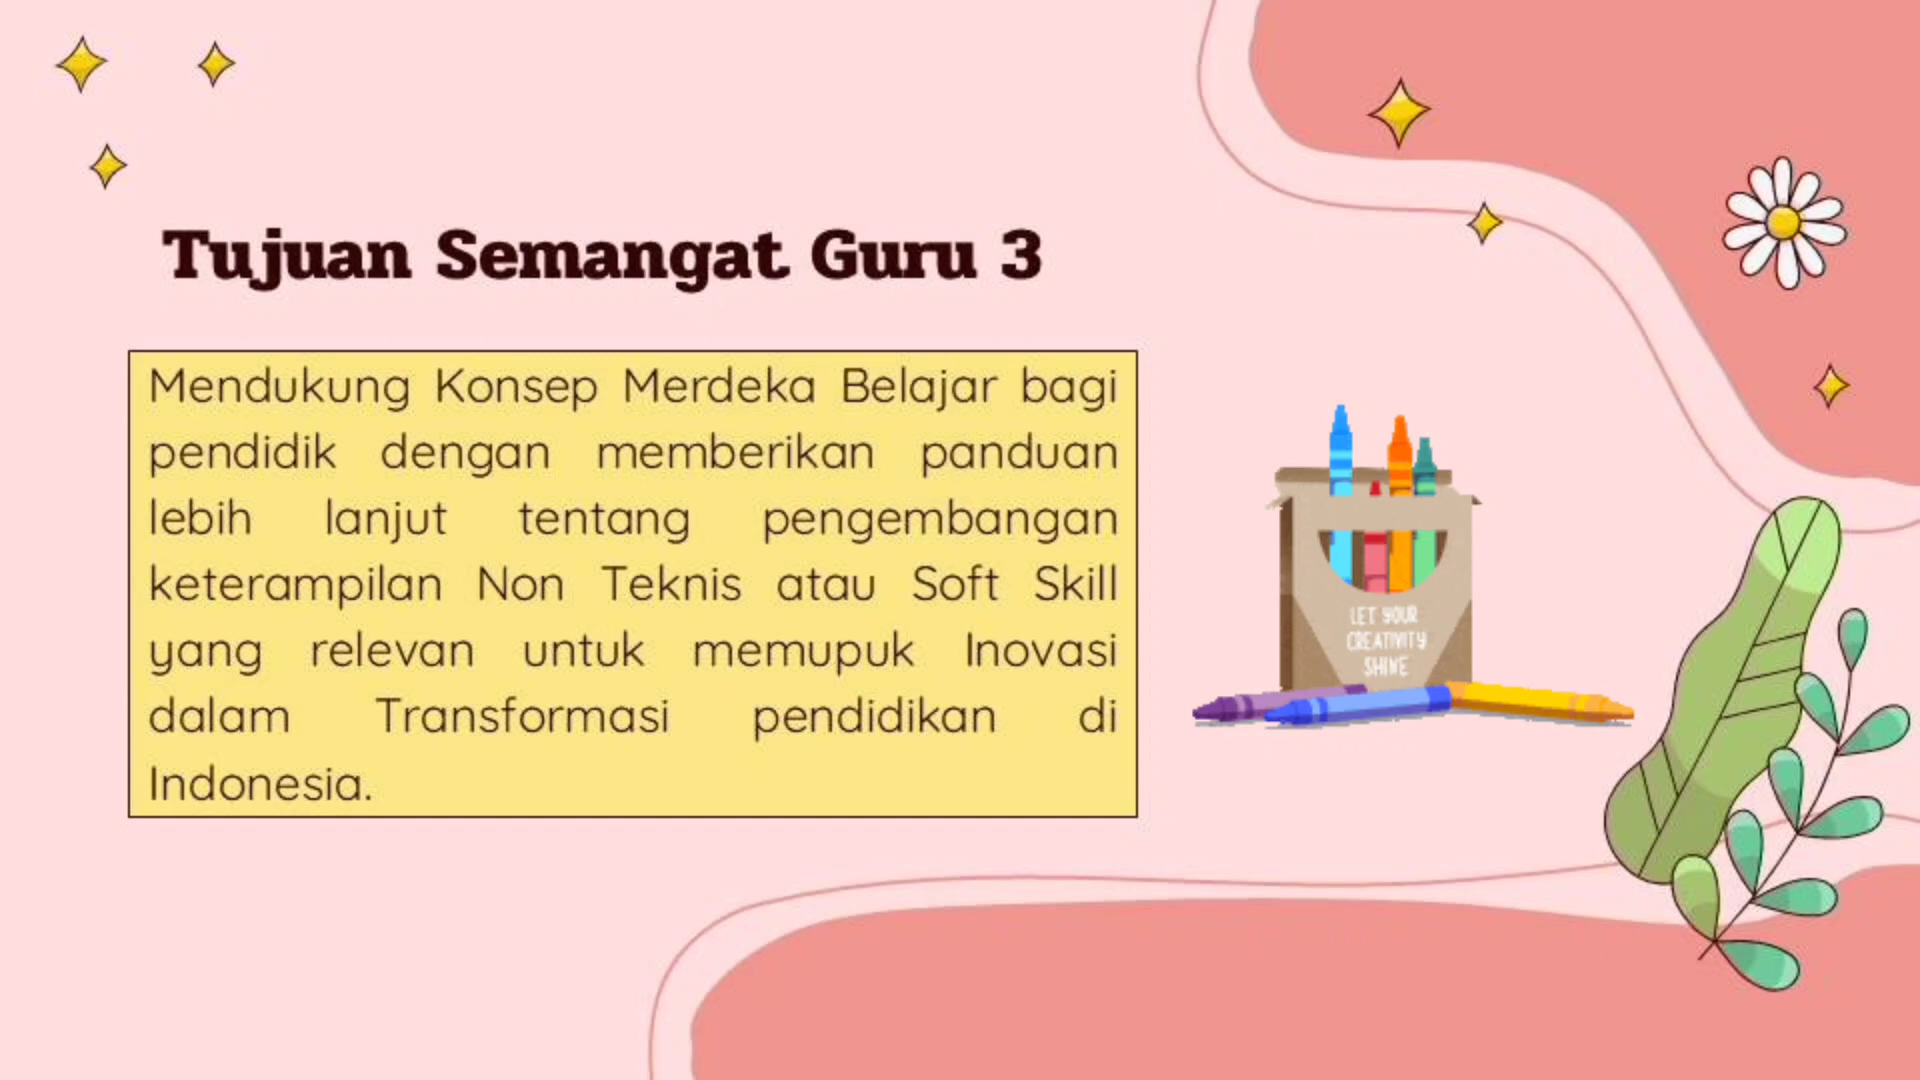 Tujuan Semangat Guru 3
Mendukung Konsep Merdeka Belajar bagi
pendidik dengan memberikan panduan
lebih lanjut tentang pengembangan
keterampilan Non Teknis atau Soft Skill
yang relevan untuk memupuk Inovasi
dalam Transformasi pendidikan di
Indonesia.
LET YOUR
CREATIVITY
SHINE